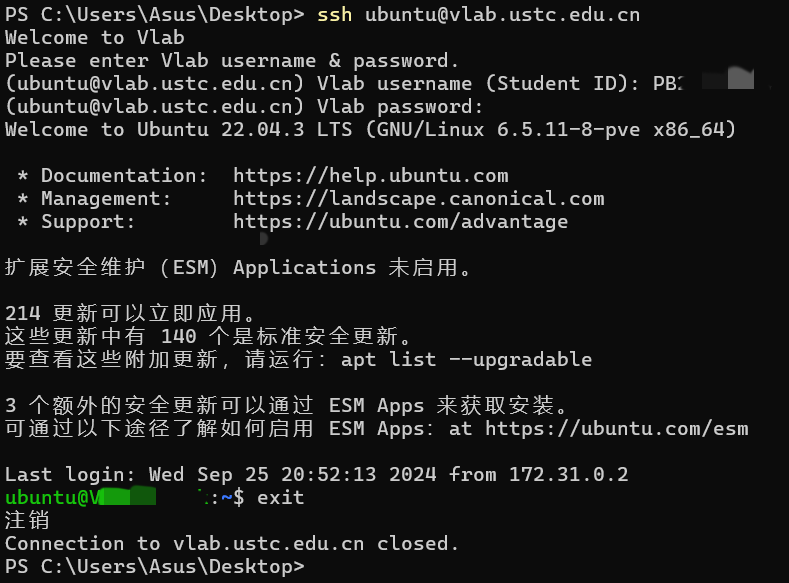 PS C:\Users\Asus\Desktop> ssh ubuntu@vlab.ustc.edu.cn
Welcome to Vlab
Please enter Vlab username & password.
(ubuntu@vlab.ustc.edu.cn) Vlab username (Student ID): PB
(ubuntu@vlab.ustc.edu.cn) Vlab password:
Welcome to Ubuntu 22.04.3 LTS (GNU/Linux 6.5.11-8-pve x86_64)
* Documentation:  https://help.ubuntu.com
* Management:     https://landscape.canonical.com
* Support:        https://ubuntu.com/advantage
扩展安全维护（ESM）Applications 未启用。
214 更新可以立即应用。
这些更新中有 140 个是标准安全更新。
要查看这些附加更新，请运行：apt list --upgradable
3 个额外的安全更新可以通过 ESM Apps 来获取安装。
可通过以下途径了解如何启用 ESM Apps：at https://ubuntu.com/esm
Last login: Wed Sep 25 20:52:13 2024 from 172.31.0.2
ubuntu@V :~$ exit
注销
Connection to vlab.ustc.edu.cn closed.
PS C:\Users\Asus\Desktop>